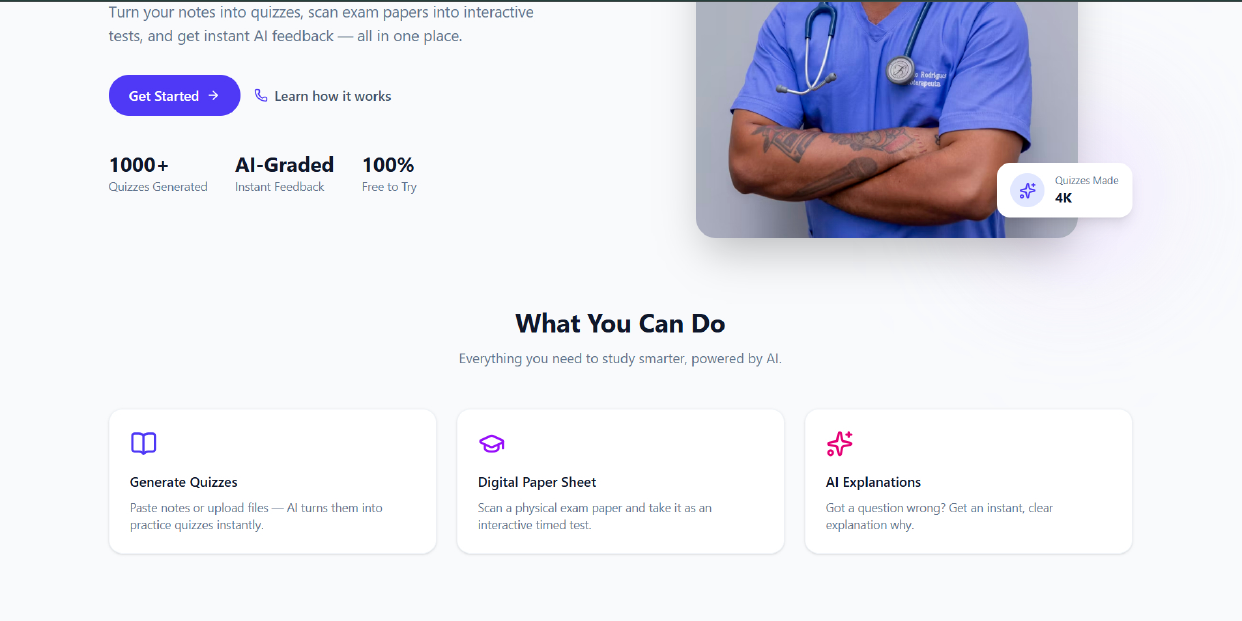 Turn your notes into quizzes, scan exam papers into interactive
tests, and get instant AI feedback — all in one place.
Get Started →
Learn how it works
1000+
Quizzes Generated
AI-Graded
Instant Feedback
100%
Free to Try
Quizzes Made
4K
What You Can Do
Everything you need to study smarter, powered by AI.
Generate Quizzes
Paste notes or upload files — AI turns them into
practice quizzes instantly.
Digital Paper Sheet
Scan a physical exam paper and take it as an
interactive timed test.
AI Explanations
Got a question wrong? Get an instant, clear
explanation why.